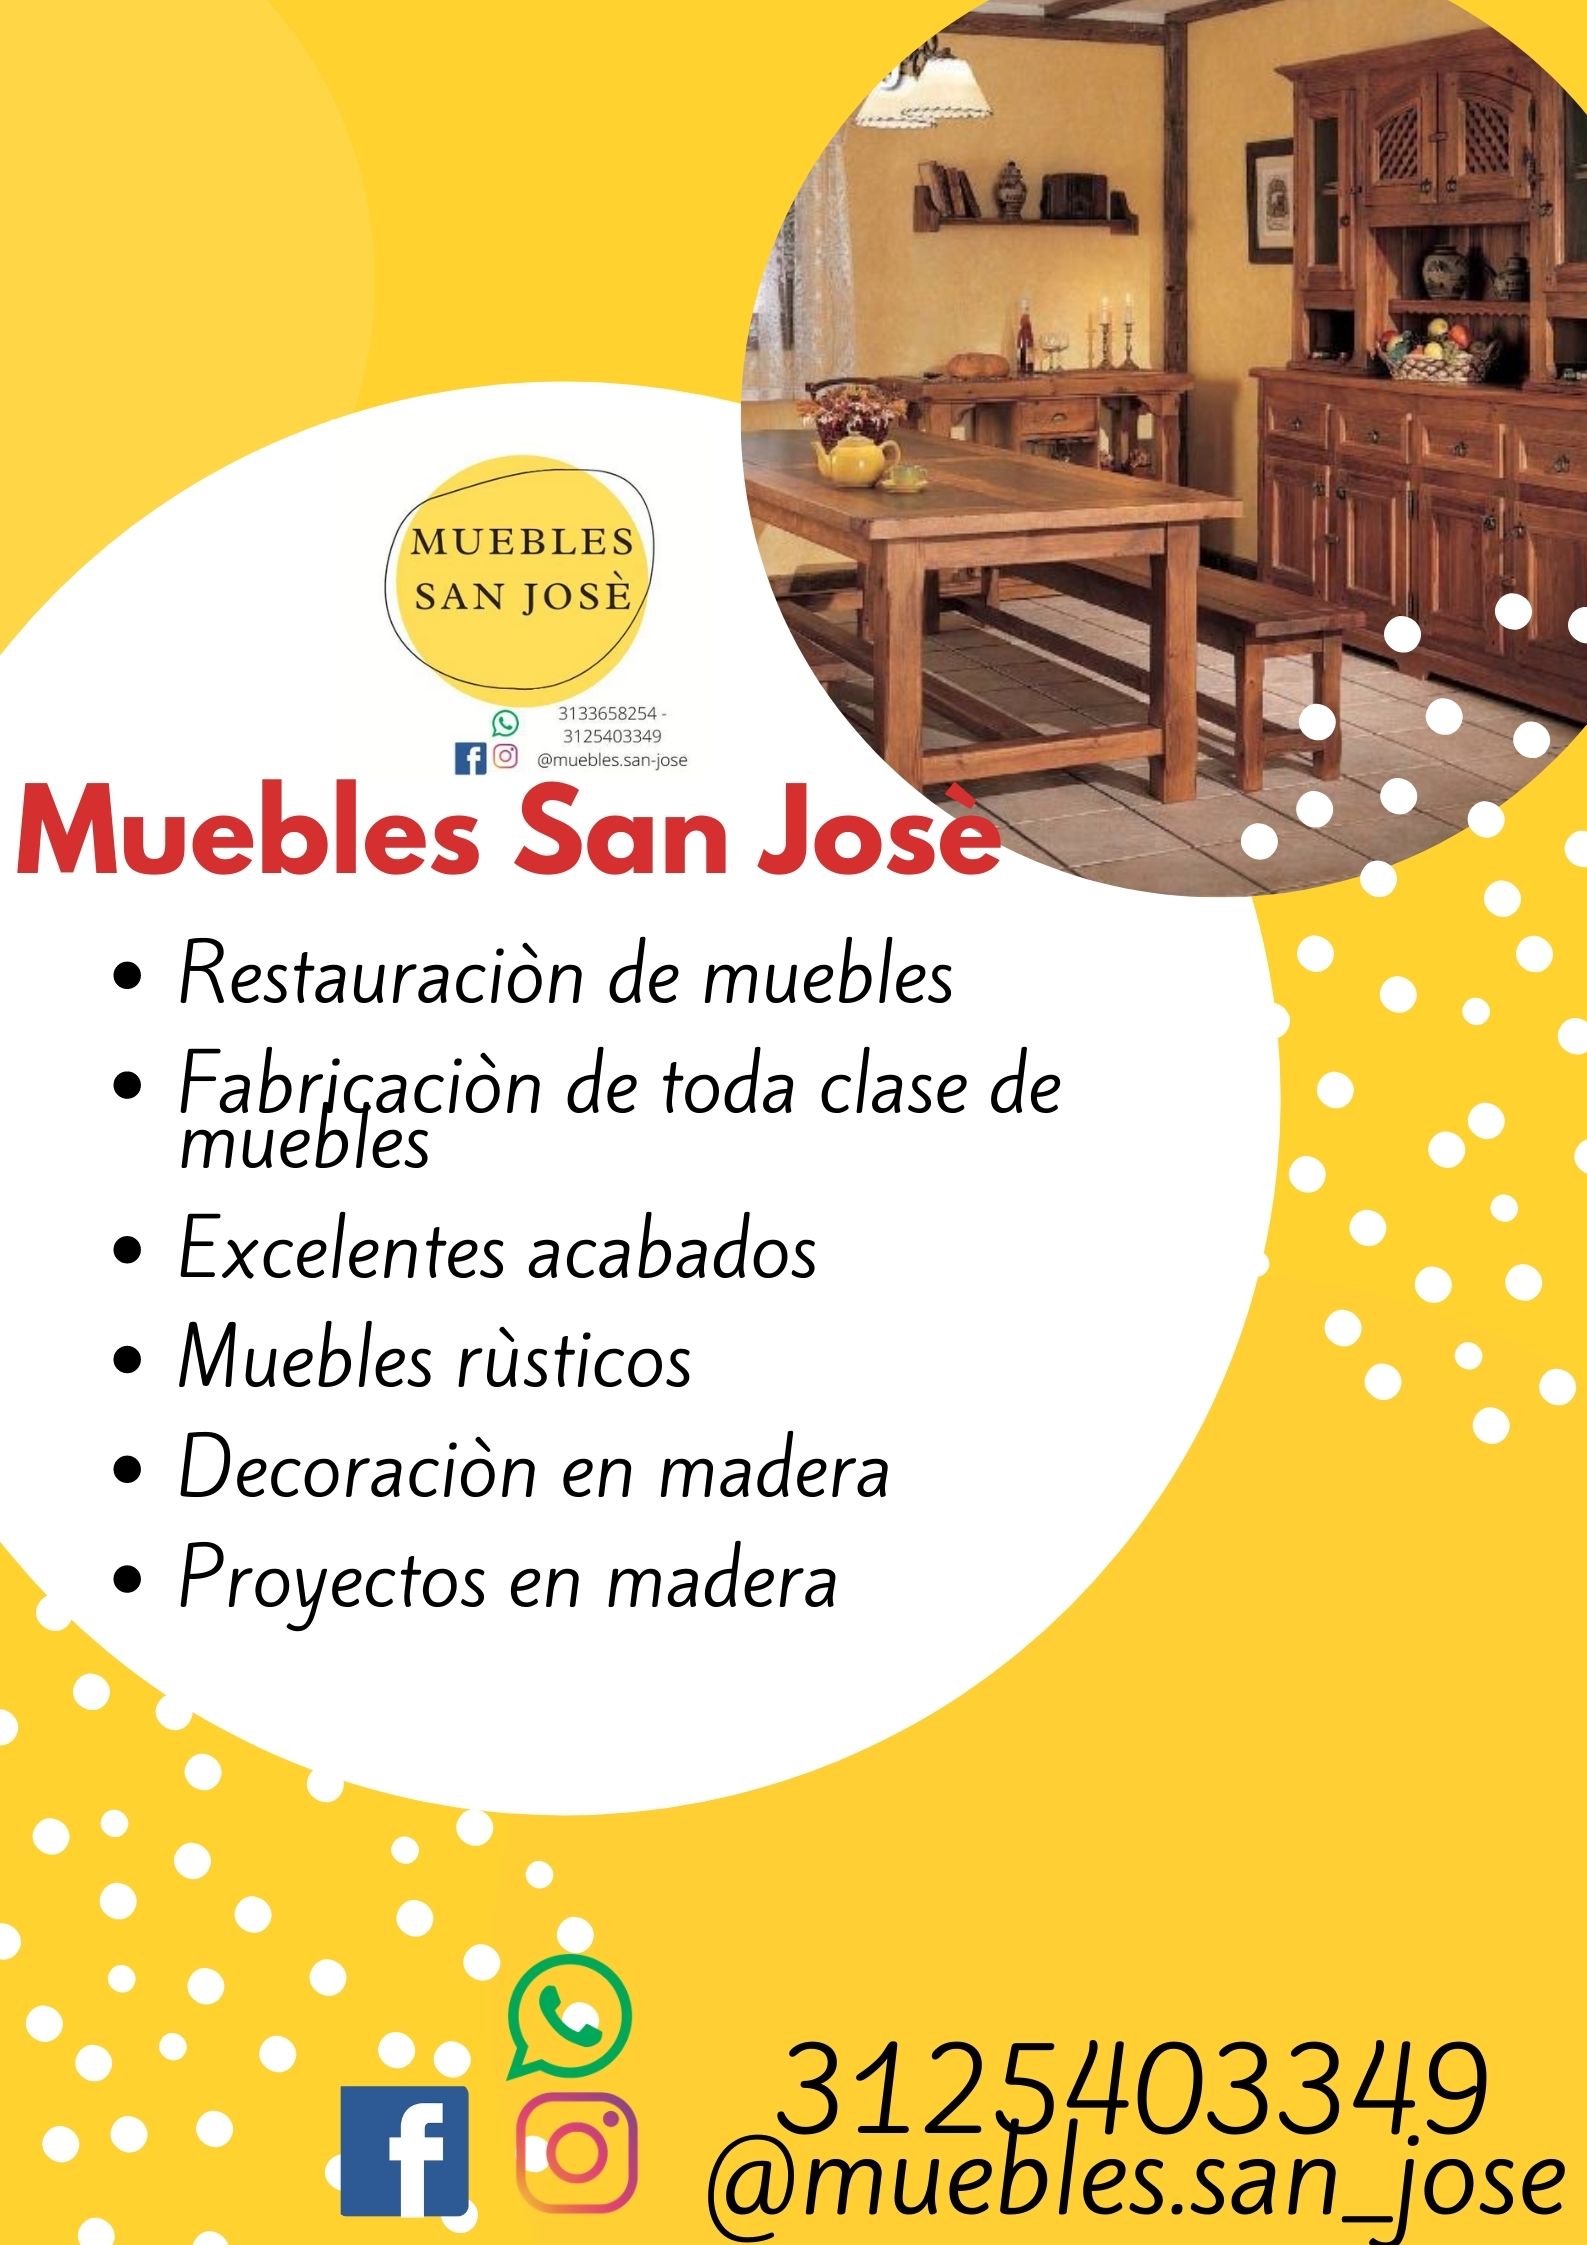 MUEBLES
SAN JOSÈ
3133658254 -
3125403349
@muebles.san-jose
Muebles San Josè
• Restauraciòn de muebles
• Fabricaciòn de toda clase de
muebles
• Excelentes acabados
• Muebles rùsticos
• Decoraciòn en madera
• Proyectos en madera
3125403349
@muebles.san_jose